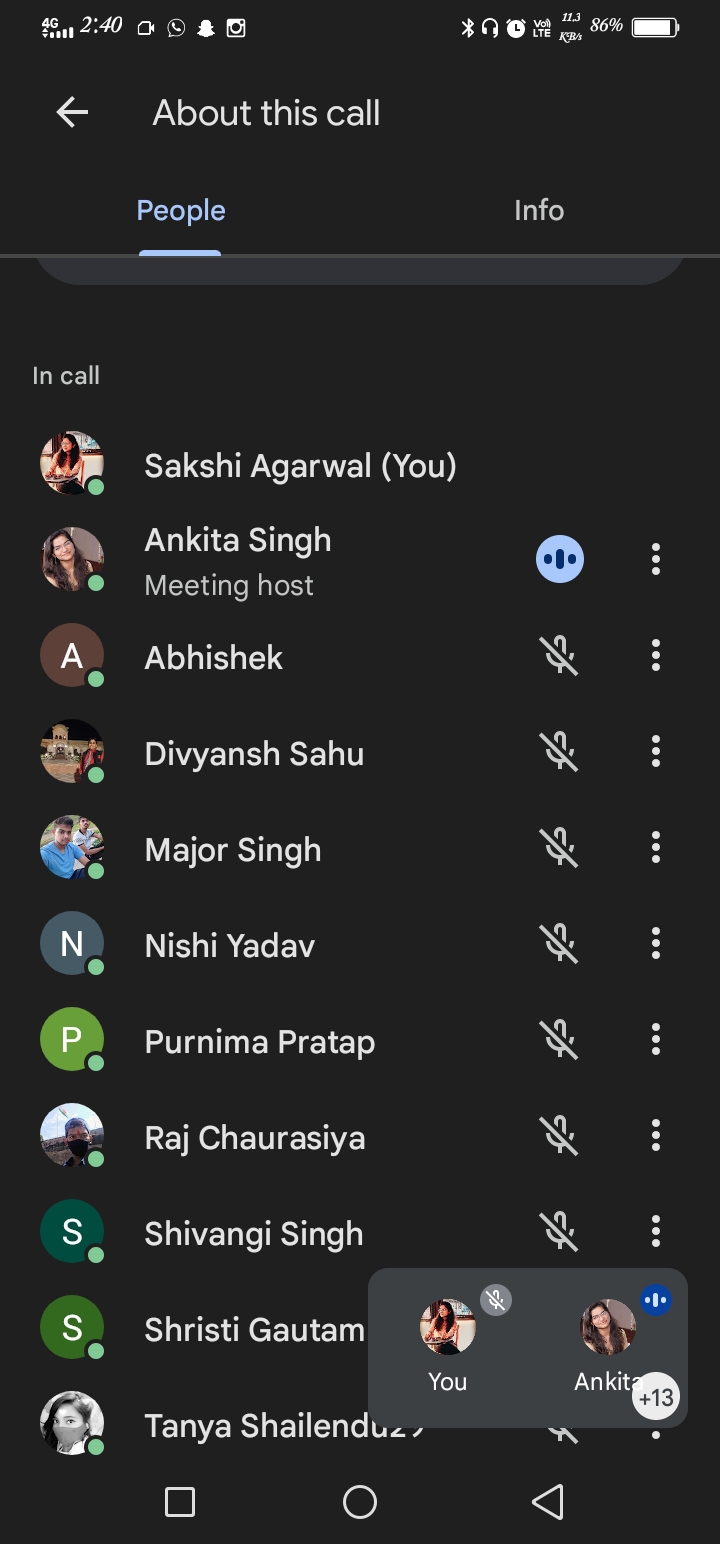 4G 2:40 Vo) LTE 11.3 KB/s 86%
About this call
People Info
In call
Sakshi Agarwal (You)
Ankita Singh
Meeting host
A Abhishek
Divyansh Sahu
Major Singh
N Nishi Yadav
P Purnima Pratap
Raj Chaurasiya
S Shivangi Singh
S Shristi Gautam
You Ankita
+13
Tanya